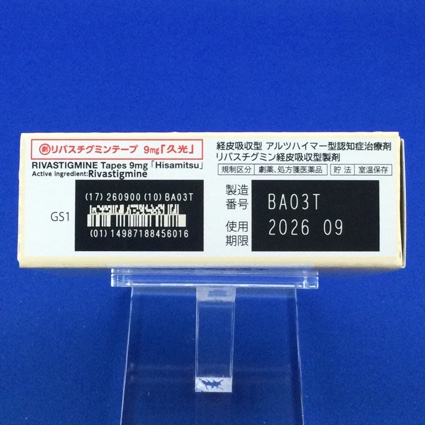 劇 リバスチグミンテープ 9mg「久光」
RIVASTIGMINE Tapes 9mg「Hisamitsu」
Active ingredient:Rivastigmine
(17) 260900 (10) BA03T
GS1
(01) 14987188456016
経皮吸収型 アルツハイマー型認知症治療剤
リバスチグミン経皮吸収型製剤
規制区分 劇薬、処方箋医薬品 貯法 室温保存
製造番号 BA03T
使用期限 2026 09